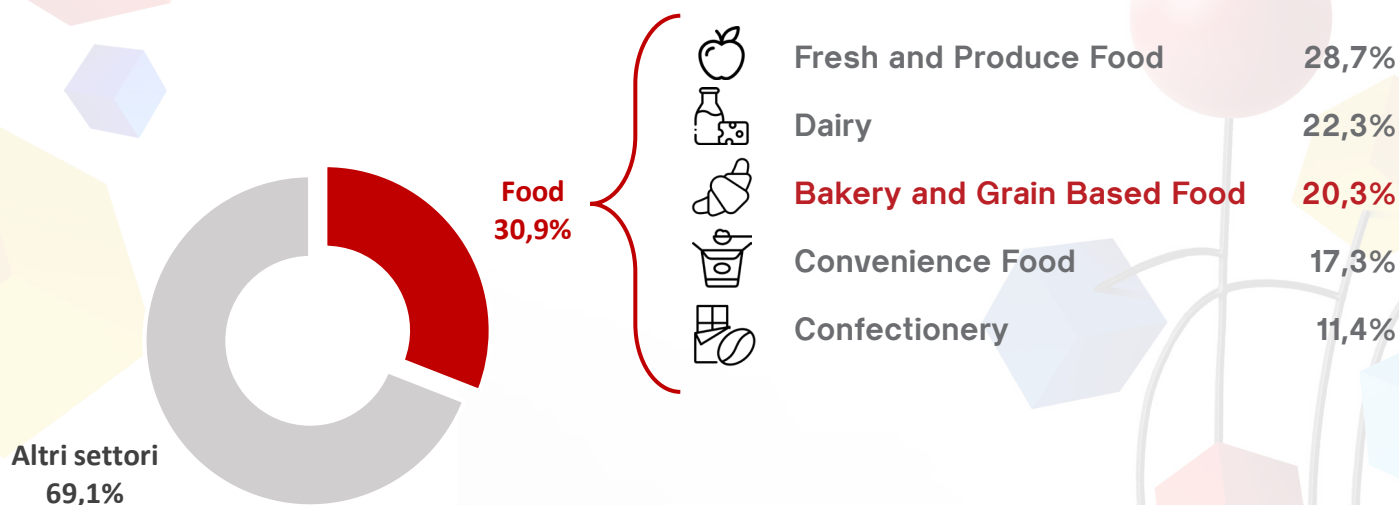 Fresh and Produce Food 28,7%
Dairy 22,3%
Food
30,9%
Bakery and Grain Based Food 20,3%
Convenience Food 17,3%
Confectionery 11,4%
Altri settori
69,1%